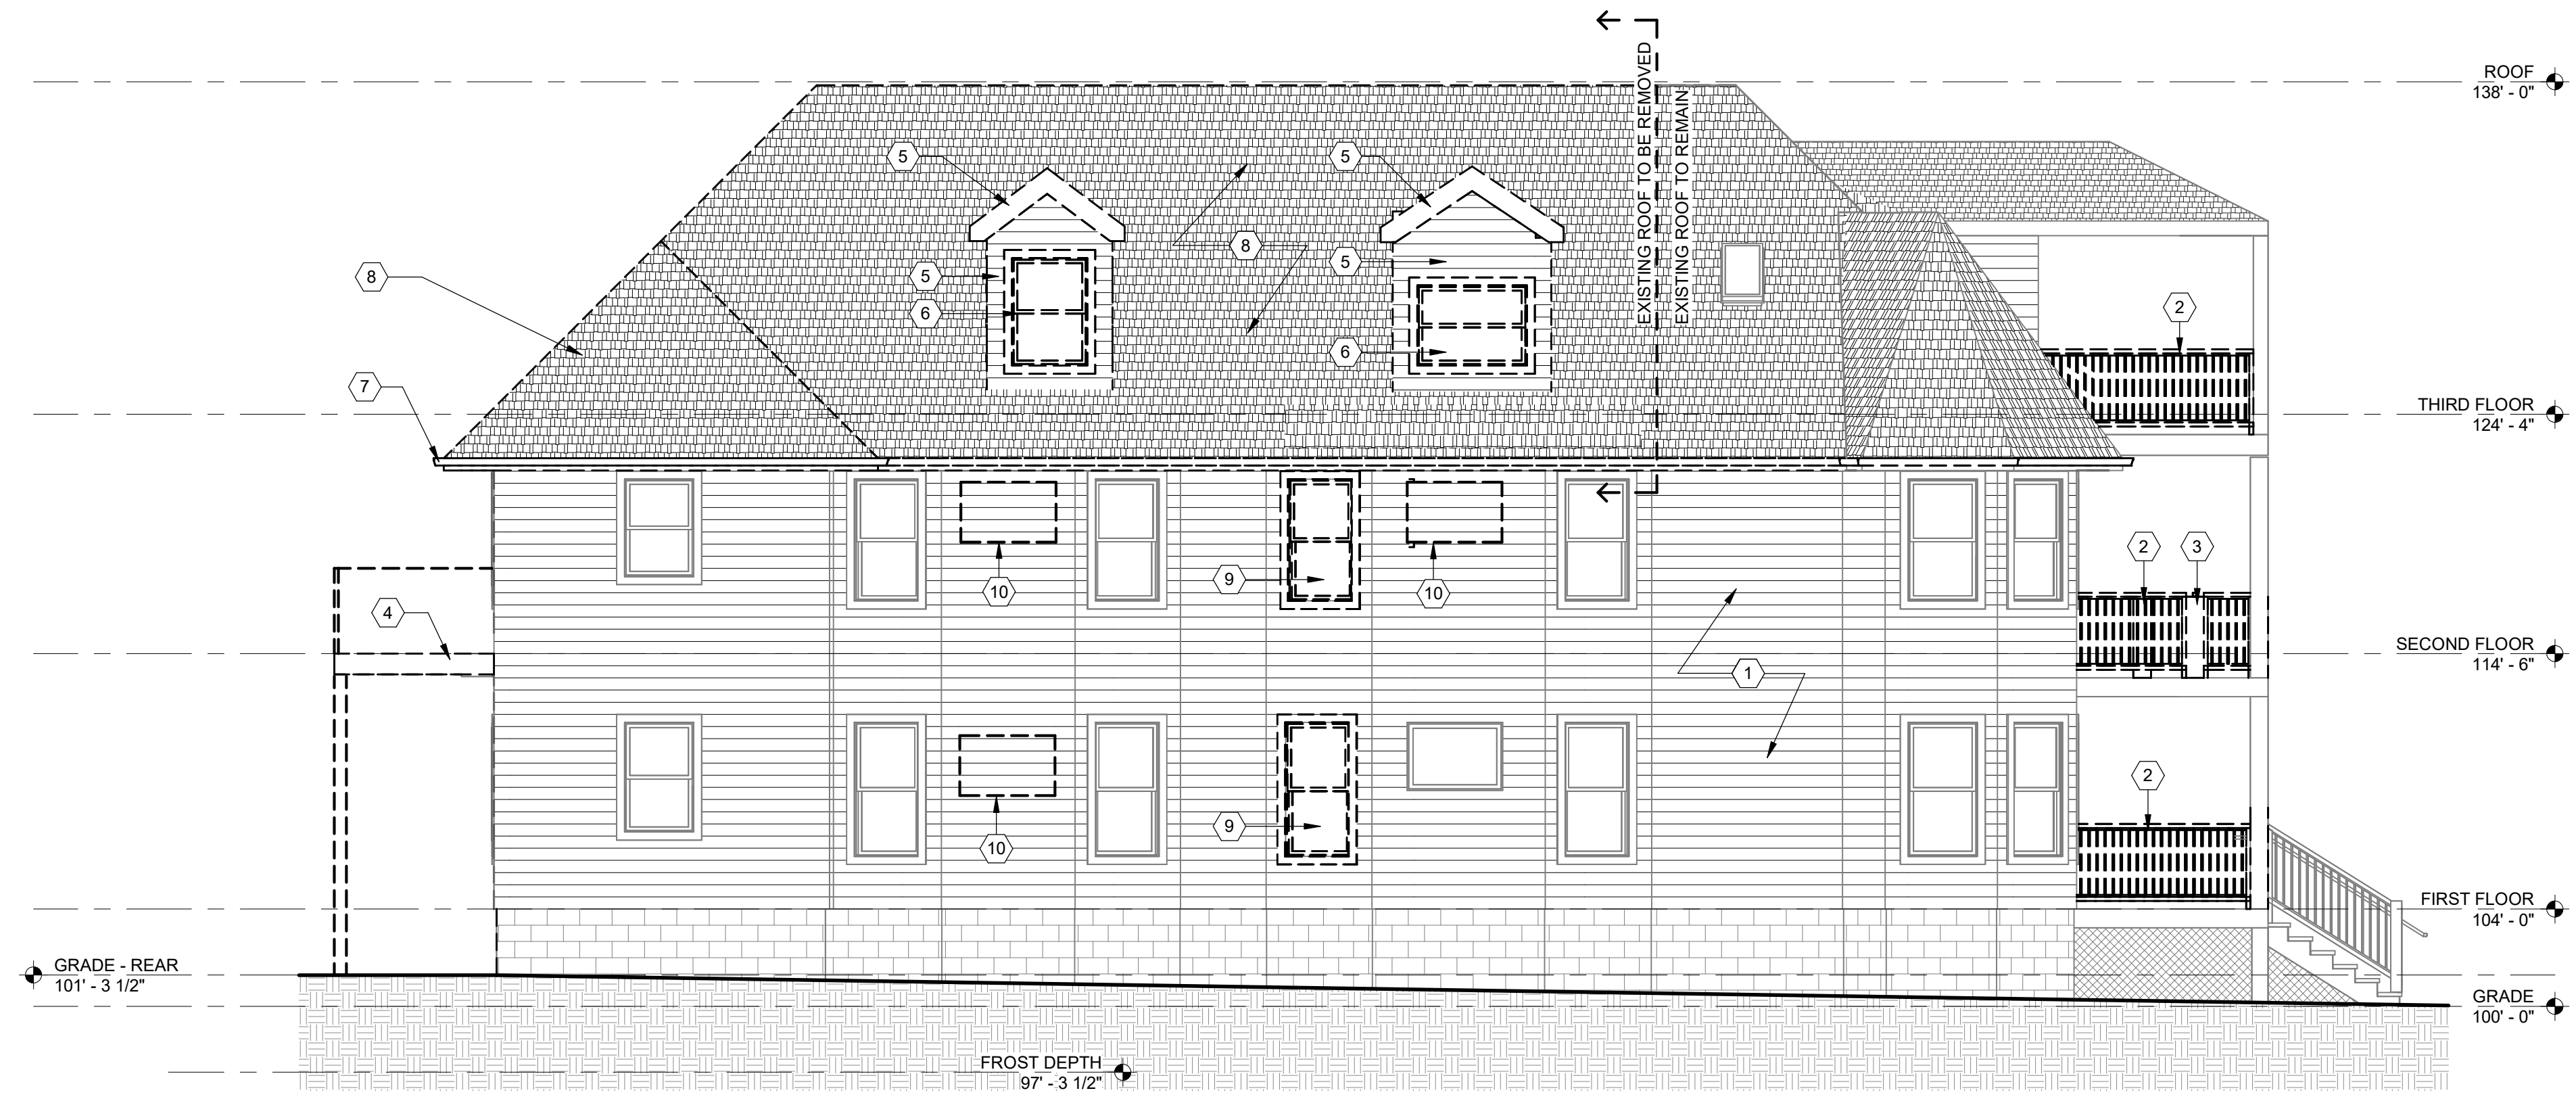 EXISTING ROOF TO BE REMOVED
EXISTING ROOF TO REMAIN
ROOF
138' - 0"
5
5
8
5
5
8
6
6
2
7
THIRD FLOOR
124' - 4"
2
3
9
10
10
4
SECOND FLOOR
114' - 6"
1
2
9
10
FIRST FLOOR
104' - 0"
GRADE - REAR
101' - 3 1/2"
GRADE
100' - 0"
FROST DEPTH
97' - 3 1/2"